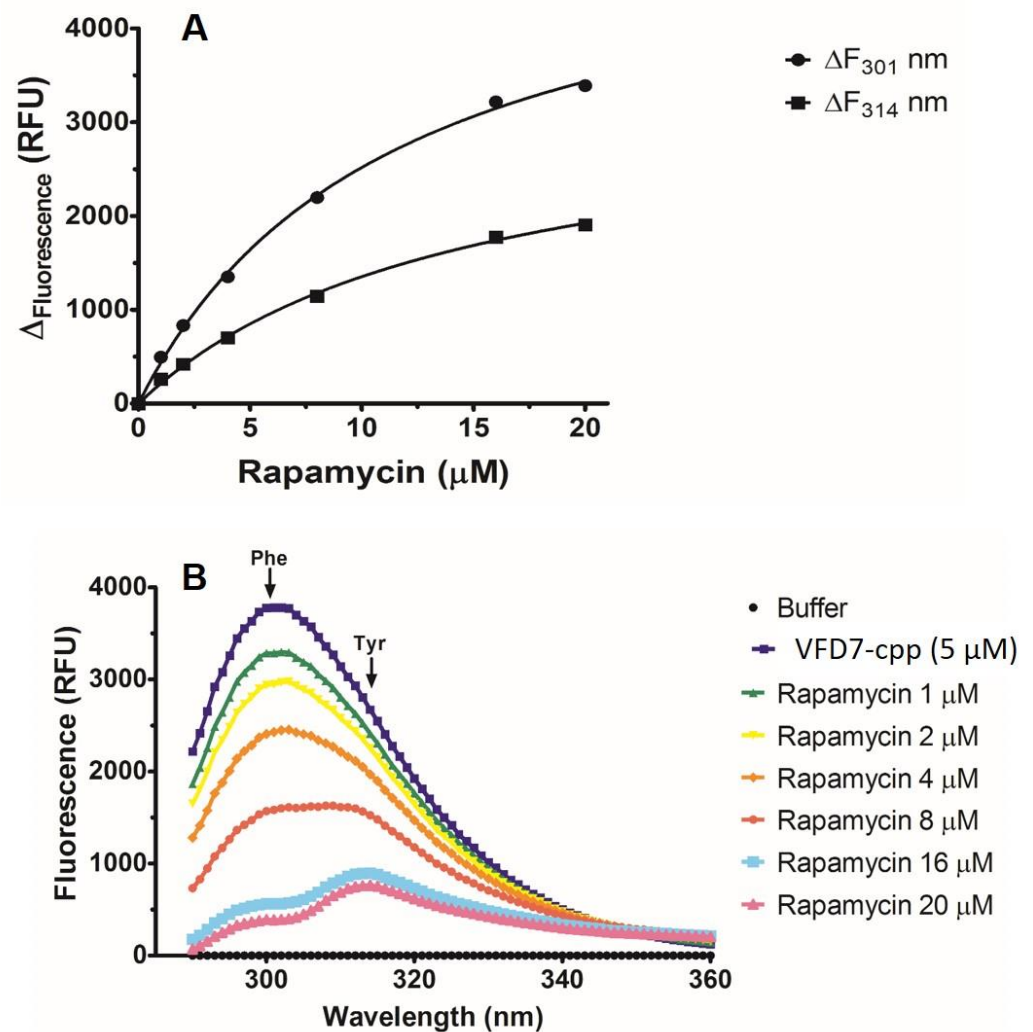 A
4000
3000
2000
1000
0
ΔFluorescence (RFU)
0 5 10 15 20
Rapamycin (μM)
ΔF301 nm
ΔF314 nm
B
Phe
Tyr
4000
3000
2000
1000
0
Fluorescence (RFU)
300 320 340 360
Wavelength (nm)
Buffer
VFD7-cpp (5 μM)
Rapamycin 1 μM
Rapamycin 2 μM
Rapamycin 4 μM
Rapamycin 8 μM
Rapamycin 16 μM
Rapamycin 20 μM